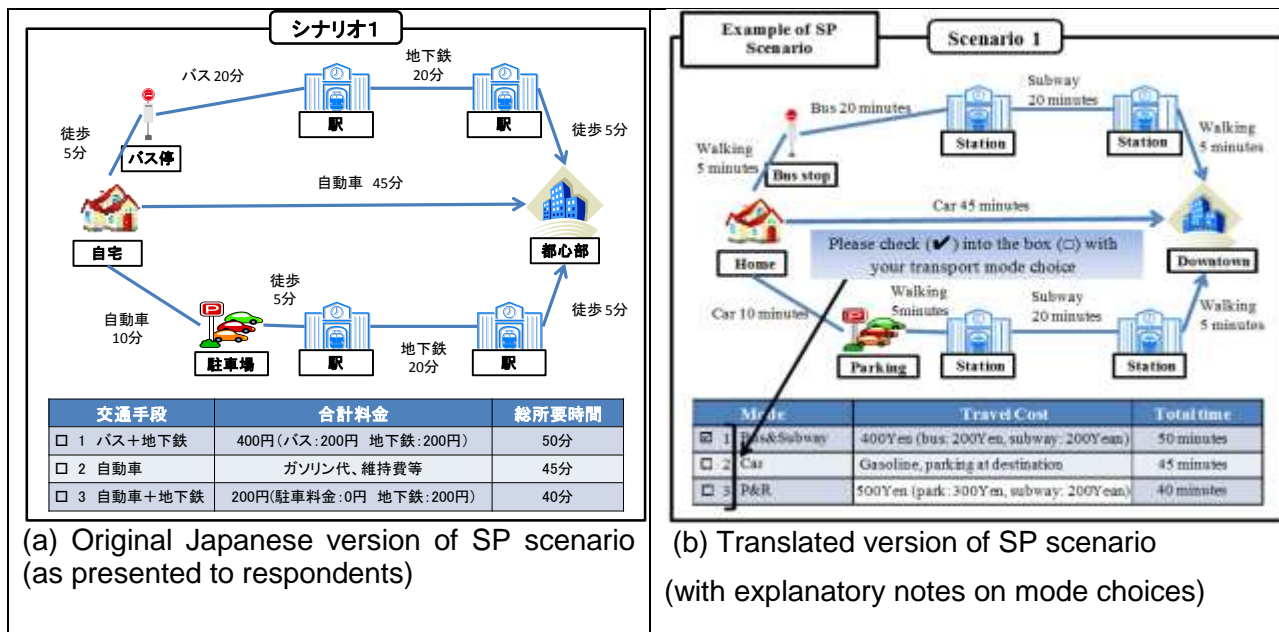 シナリオ1
バス 20分
地下鉄
20分
徒歩
5分
バス停
駅
駅
徒歩 5分
自動車 45分
自宅
都心部
徒歩
5分
自動車
10分
駐車場
駅
地下鉄
20分
駅
徒歩 5分
交通手段 合計料金 総所要時間
□ 1 バス+地下鉄 400円(バス:200円 地下鉄:200円) 50分
□ 2 自動車 ガソリン代、維持費等 45分
□ 3 自動車+地下鉄 200円(駐車料金:0円 地下鉄:200円) 40分
(a) Original Japanese version of SP scenario
(as presented to respondents)
Example of SP
Scenario
Scenario 1
Bus 20 minutes
Subway
20 minutes
Walking
5 minutes
Bus stop
Station
Station
Walking
5 minutes
Car 45 minutes
Please check (✔) into the box (□) with
your transport mode choice
Home
Downtown
Car 10 minutes
Walking
5minutes
Subway
20 minutes
Walking
5 minutes
Parking
Station
Station
Mode Travel Cost Total time
☑ 1 Bus&Subway 400Yen (bus: 200Yen, subway: 200Yean) 50 minutes
□ 2 Car Gasoline, parking at destination 45 minutes
□ 3 P&R 500Yen (park: 300Yen, subway: 200Yean) 40 minutes
(b) Translated version of SP scenario
(with explanatory notes on mode choices)